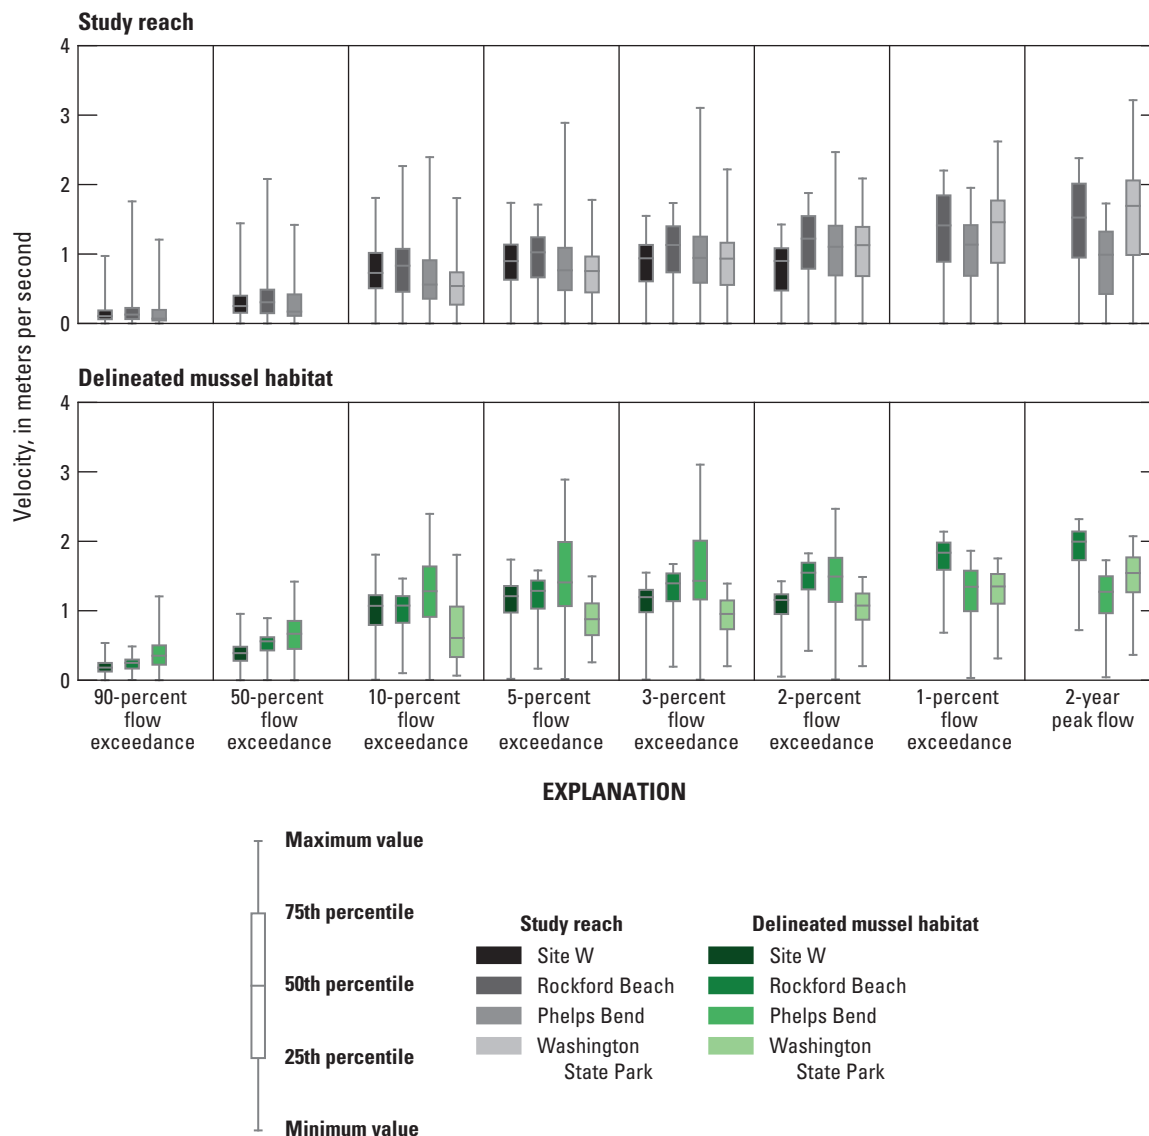 Study reach
4
3
2
1
0
Velocity, in meters per second
Delineated mussel habitat
4
3
2
1
0
90-percent flow exceedance
50-percent flow exceedance
10-percent flow exceedance
5-percent flow exceedance
3-percent flow exceedance
2-percent flow exceedance
1-percent flow exceedance
2-year peak flow
EXPLANATION
Maximum value
75th percentile
50th percentile
25th percentile
Minimum value
Study reach
Site W
Rockford Beach
Phelps Bend
Washington
State Park
Delineated mussel habitat
Site W
Rockford Beach
Phelps Bend
Washington
State Park